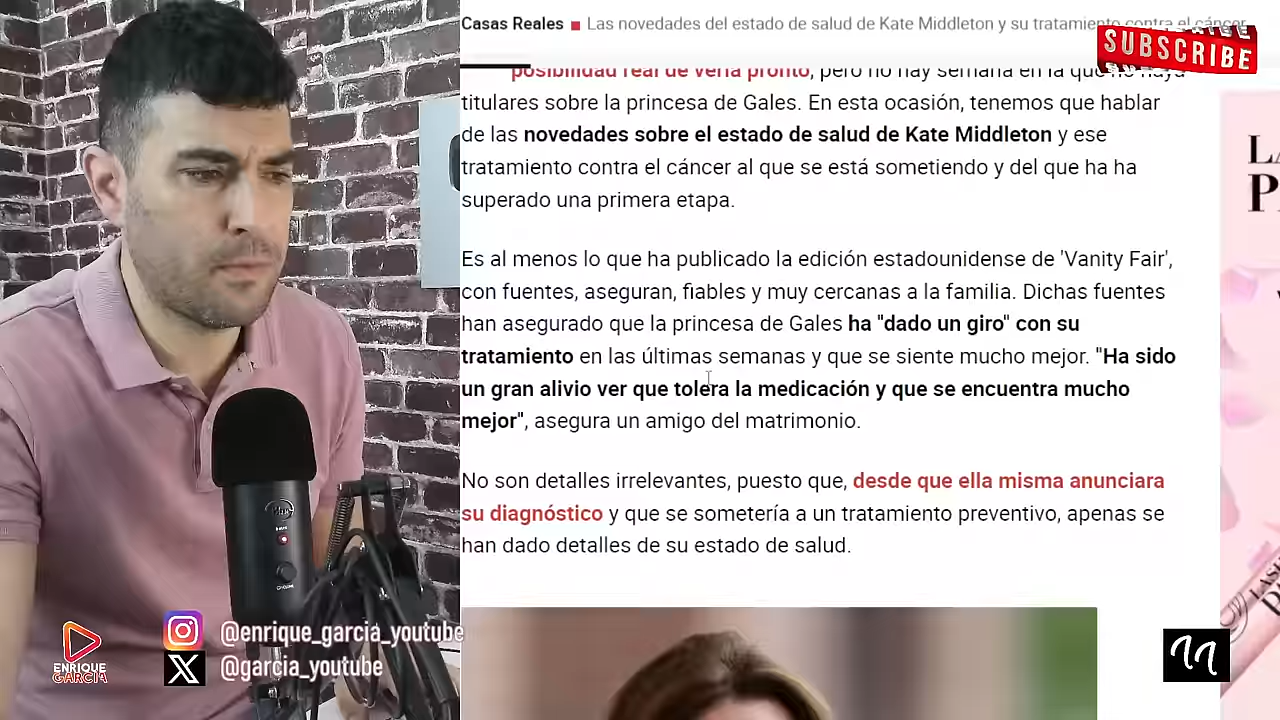 Casas Reales Las novedades del estado de salud de Kate Middleton y su tratamiento contra el cáncer
SUBSCRIBE
posibilidad real de verla pronto, pero no hay semana en la que no haya
titulares sobre la princesa de Gales. En esta ocasión, tenemos que hablar
de las novedades sobre el estado de salud de Kate Middleton y ese
tratamiento contra el cáncer al que se está sometiendo y del que ha ha
superado una primera etapa.
Es al menos lo que ha publicado la edición estadounidense de 'Vanity Fair',
con fuentes, aseguran, fiables y muy cercanas a la familia. Dichas fuentes
han asegurado que la princesa de Gales ha "dado un giro" con su
tratamiento en las últimas semanas y que se siente mucho mejor. "Ha sido
un gran alivio ver que tolera la medicación y que se encuentra mucho
mejor", asegura un amigo del matrimonio.
No son detalles irrelevantes, puesto que, desde que ella misma anunciara
su diagnóstico y que se sometería a un tratamiento preventivo, apenas se
han dado detalles de su estado de salud.
@enrique_garcia_youtube
@garcia_youtube
ENRIQUE
GARCIA